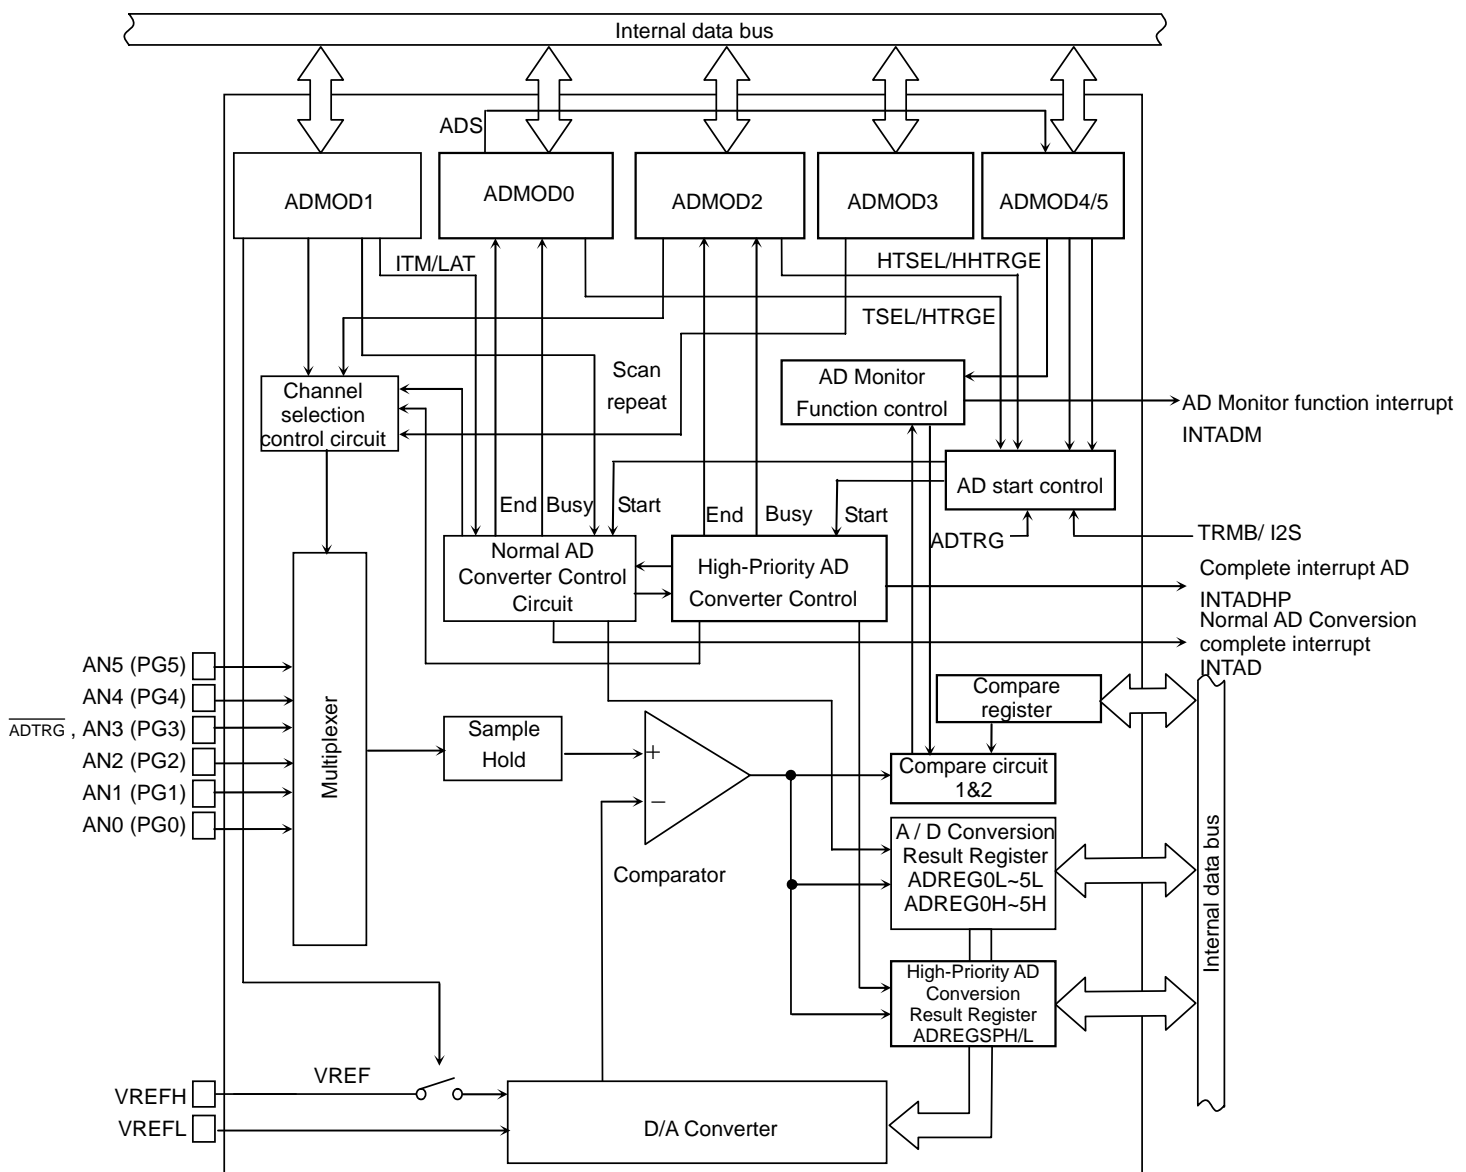 Internal data bus
ADS
ADMOD1
ADMOD0
ADMOD2
ADMOD3
ADMOD4/5
ITM/LAT
HTSEL/HHTRGE
TSEL/HTRGE
Scan
repeat
Channel
selection
control circuit
AD Monitor
Function control
AD Monitor function interrupt
INTADM
AD start control
End
Busy
Start
End
Busy
Start
ADTRG
TRMB/ I2S
Normal AD
Converter Control
Circuit
High-Priority AD
Converter Control
Complete interrupt AD
INTADHP
Normal AD Conversion
complete interrupt
INTAD
AN5 (PG5)
AN4 (PG4)
ADTRG , AN3 (PG3)
AN2 (PG2)
AN1 (PG1)
AN0 (PG0)
Multiplexer
Sample
Hold
+
−
Comparator
Compare
register
Compare circuit
1&2
A / D Conversion
Result Register
ADREG0L~5L
ADREG0H~5H
High-Priority AD
Conversion
Result Register
ADREGSPH/L
Internal data bus
VREFH
VREF
VREFL
D/A Converter